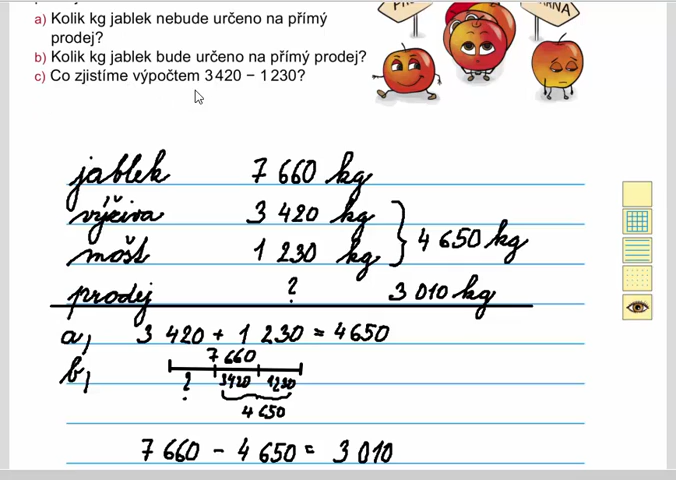 a) Kolik kg jablek nebude určeno na přímý
prodej?
b) Kolik kg jablek bude určeno na přímý prodej?
c) Co zjistíme výpočtem 3 420 − 1 230?
jablek 7 660 kg
výživa 3 420 kg
mošt 1 230 kg
4 650 kg
prodej ? 3 010 kg
a) 3 420 + 1 230 = 4650
7 660
b) ? 3420 1230
4 650
7 660 − 4 650 = 3 010